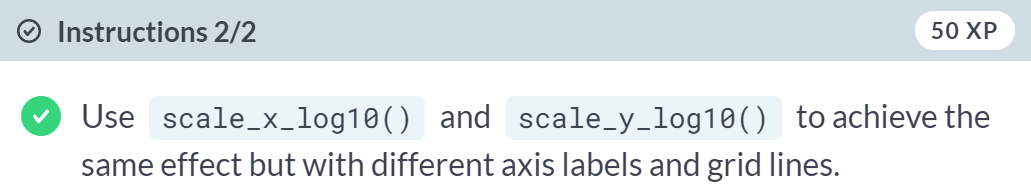 Instructions 2/2 50 XP
Use scale_x_log10() and scale_y_log10() to achieve the
same effect but with different axis labels and grid lines.